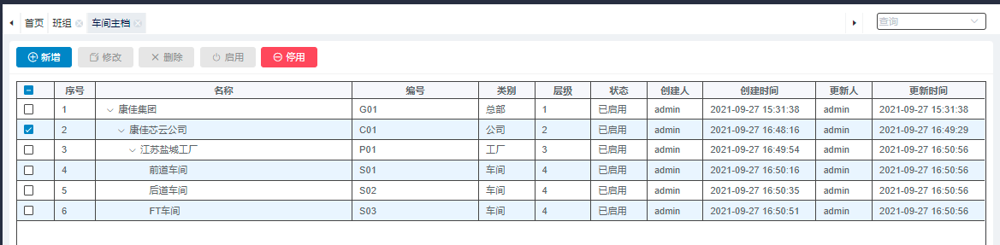 首页 班组 车间主档 查询
新增 修改 删除 启用 停用
序号 名称 编号 类别 层级 状态 创建人 创建时间 更新人 更新时间
1 康佳集团 G01 总部 1 已启用 admin 2021-09-27 15:31:38 admin 2021-09-27 15:31:38
2 康佳芯云公司 C01 公司 2 已启用 admin 2021-09-27 16:48:16 admin 2021-09-27 16:49:29
3 江苏盐城工厂 P01 工厂 3 已启用 admin 2021-09-27 16:49:54 admin 2021-09-27 16:50:56
4 前道车间 S01 车间 4 已启用 admin 2021-09-27 16:50:16 admin 2021-09-27 16:50:56
5 后道车间 S02 车间 4 已启用 admin 2021-09-27 16:50:35 admin 2021-09-27 16:50:56
6 FT车间 S03 车间 4 已启用 admin 2021-09-27 16:50:51 admin 2021-09-27 16:50:56